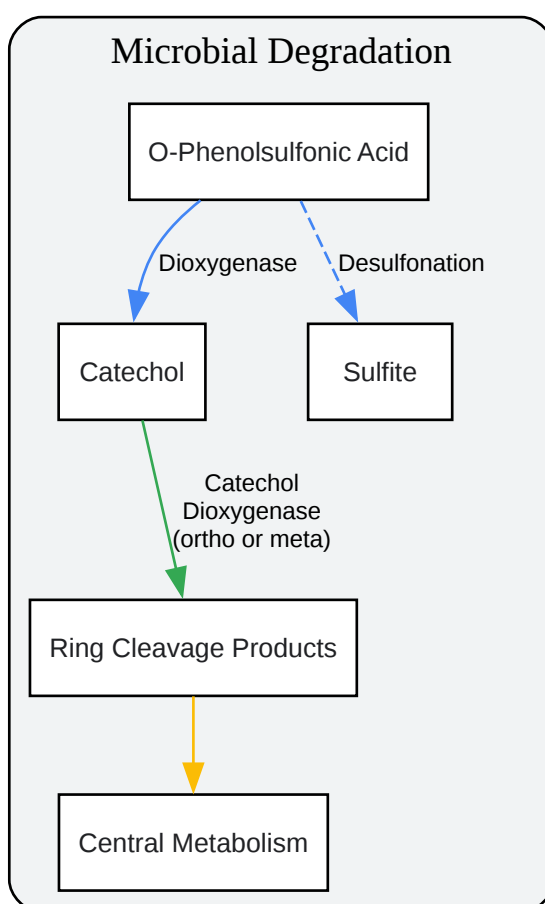 Microbial Degradation
O-Phenolsulfonic Acid
Dioxygenase
Desulfonation
Catechol
Sulfite
Catechol
Dioxygenase
(ortho or meta)
Ring Cleavage Products
Central Metabolism